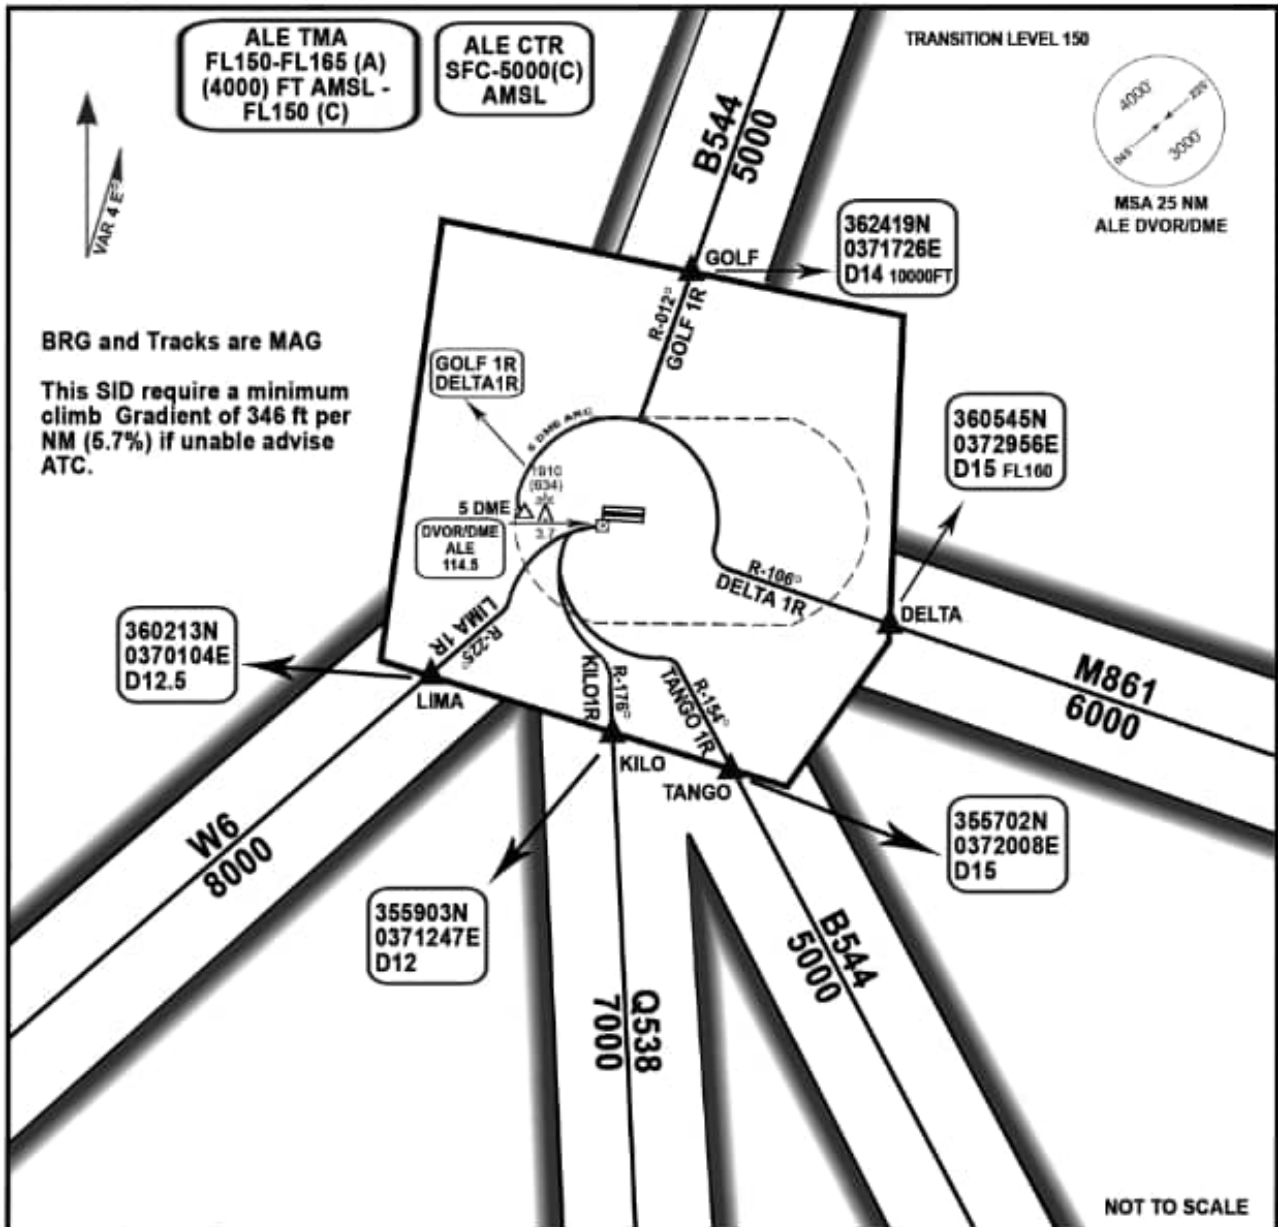 ALE TMA
FL150-FL165 (A)
(4000) FT AMSL -
FL150 (C)
ALE CTR
SFC-5000(C)
AMSL
TRANSITION LEVEL 150
4000'
3000'
045°
225°
MSA 25 NM
ALE DVOR/DME
VAR 4 E°
B544
5000
362419N
0371726E
D14 10000FT
GOLF
R-012°
GOLF 1R
BRG and Tracks are MAG
This SID require a minimum
climb Gradient of 346 ft per
NM (5.7%) if unable advise
ATC.
GOLF 1R
DELTA1R
5 DME ARC
1910
(634)
5 DME
3.7
DVOR/DME
ALE
114.5
360545N
0372956E
D15 FL160
R-106°
DELTA 1R
DELTA
M861
6000
360213N
0370104E
D12.5
LIMA 1R
R-225°
LIMA
KILO1R
R-176°
KILO
R-154°
TANGO 1R
TANGO
W6
8000
355702N
0372008E
D15
355903N
0371247E
D12
Q538
7000
B544
5000
NOT TO SCALE